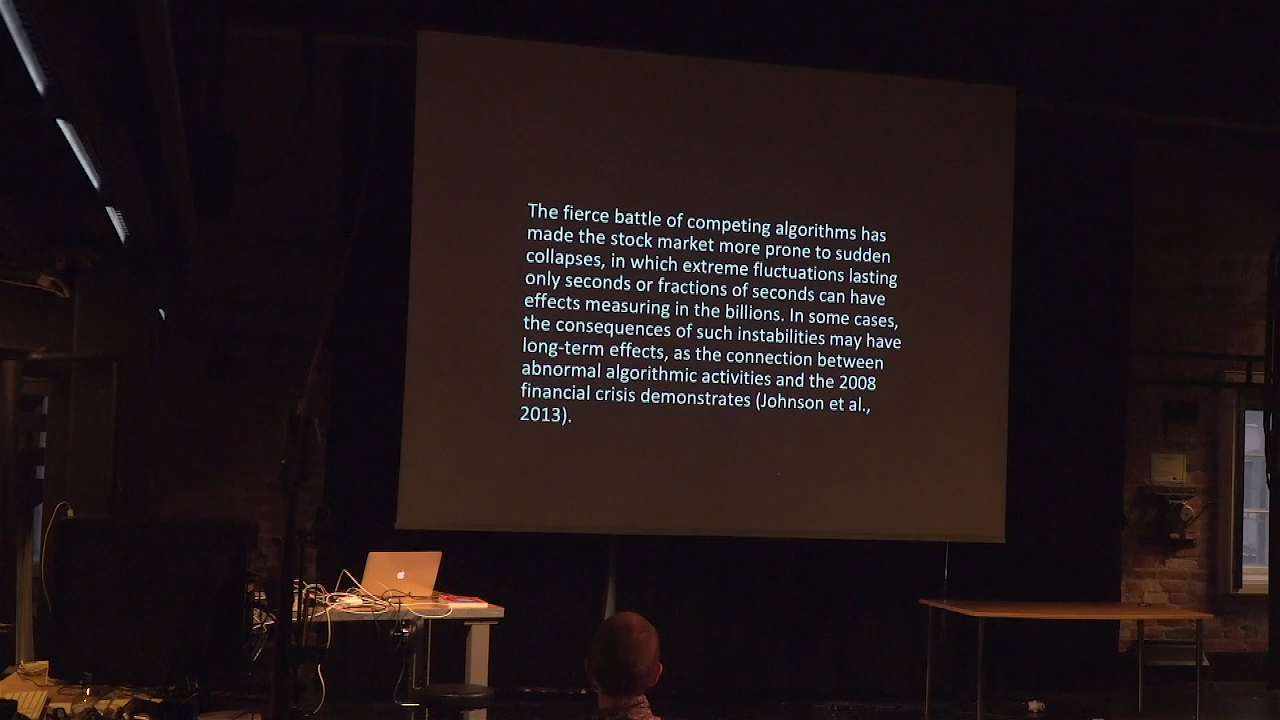 The fierce battle of competing algorithms has
made the stock market more prone to sudden
collapses, in which extreme fluctuations lasting
only seconds or fractions of seconds can have
effects measuring in the billions. In some cases,
the consequences of such instabilities may have
long-term effects, as the connection between
abnormal algorithmic activities and the 2008
financial crisis demonstrates (Johnson et al.,
2013).